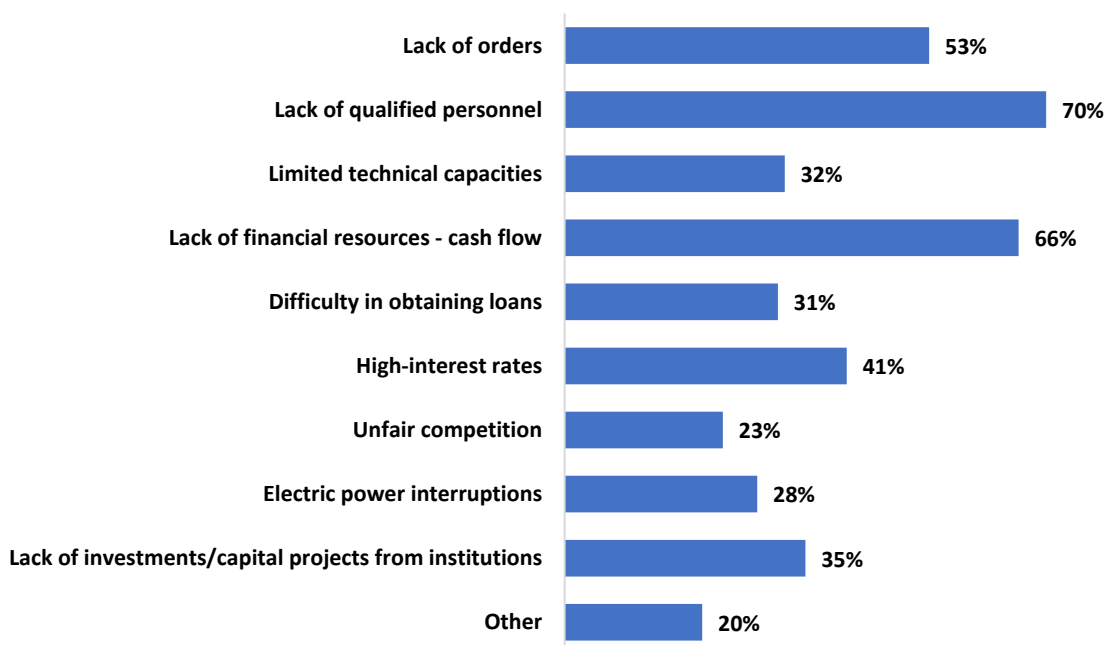 Lack of orders 53%
Lack of qualified personnel 70%
Limited technical capacities 32%
Lack of financial resources - cash flow 66%
Difficulty in obtaining loans 31%
High-interest rates 41%
Unfair competition 23%
Electric power interruptions 28%
Lack of investments/capital projects from institutions 35%
Other 20%